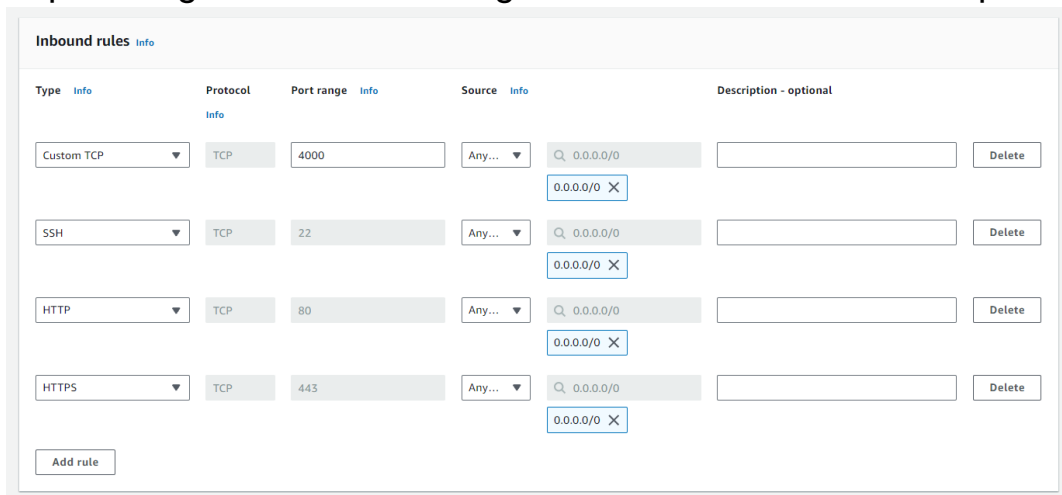 Inbound rules Info
Type Info Protocol Info Port range Info Source Info Description - optional
Custom TCP TCP 4000 Any... 0.0.0.0/0 Delete
0.0.0.0/0
SSH TCP 22 Any... 0.0.0.0/0 Delete
0.0.0.0/0
HTTP TCP 80 Any... 0.0.0.0/0 Delete
0.0.0.0/0
HTTPS TCP 443 Any... 0.0.0.0/0 Delete
0.0.0.0/0
Add rule